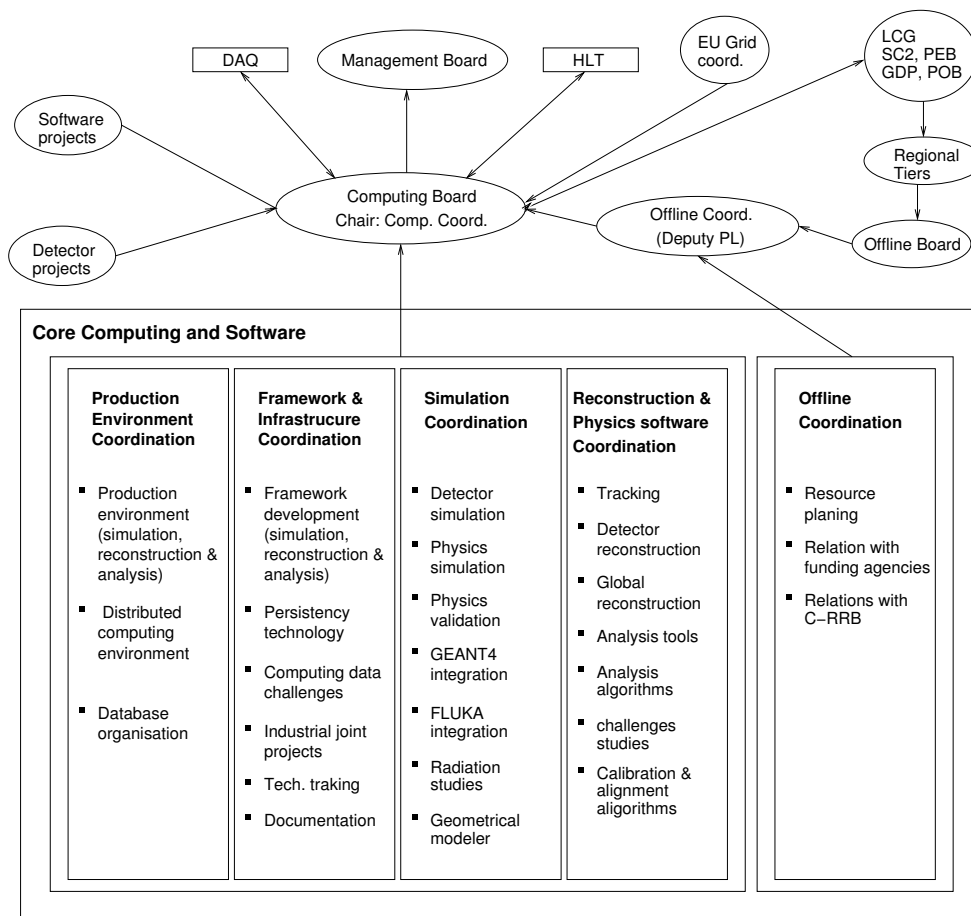 DAQ
Management Board
HLT
EU Grid
coord.
LCG
SC2, PEB
GDP, POB
Software
projects
Regional
Tiers
Computing Board
Chair: Comp. Coord.
Offline Coord.
(Deputy PL)
Offline Board
Detector
projects
Core Computing and Software
Production
Environment
Coordination
▪ Production
environment
(simulation,
reconstruction &
analysis)
▪ Distributed
computing
environment
▪ Database
organisation
Framework &
Infrastrucure
Coordination
▪ Framework
development
(simulation,
reconstruction &
analysis)
▪ Persistency
technology
▪ Computing data
challenges
▪ Industrial joint
projects
▪ Tech. traking
▪ Documentation
Simulation
Coordination
▪ Detector
simulation
▪ Physics
simulation
▪ Physics
validation
▪ GEANT4
integration
▪ FLUKA
integration
▪ Radiation
studies
▪ Geometrical
modeler
Reconstruction &
Physics software
Coordination
▪ Tracking
▪ Detector
reconstruction
▪ Global
reconstruction
▪ Analysis tools
▪ Analysis
algorithms
▪ challenges
studies
▪ Calibration &
alignment
algorithms
Offline
Coordination
▪ Resource
planing
▪ Relation with
funding agencies
▪ Relations with
C−RRB